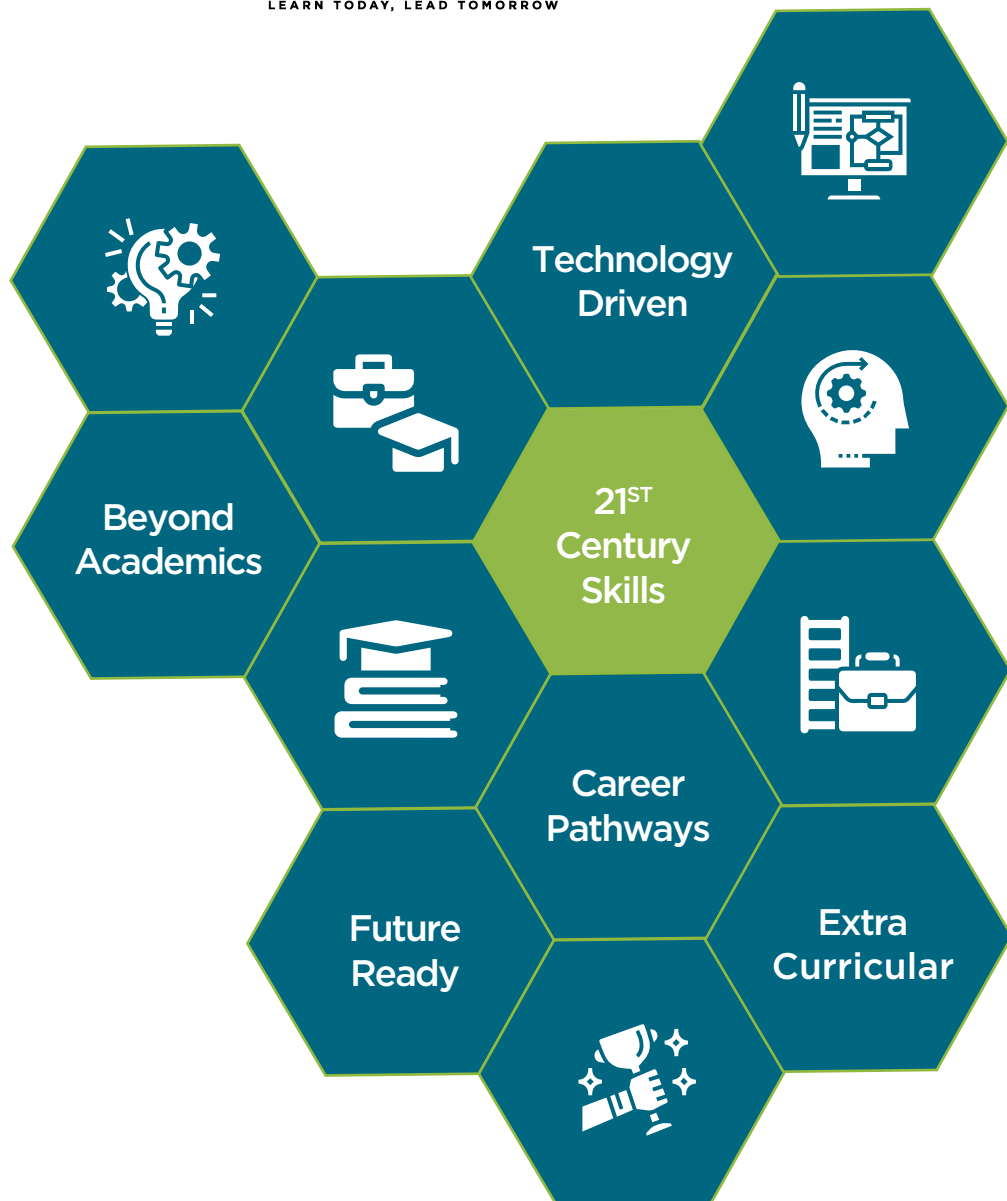 LEARN TODAY, LEAD TOMORROW
Technology
Driven
Beyond
Academics
21ST
Century
Skills
Career
Pathways
Future
Ready
Extra
Curricular